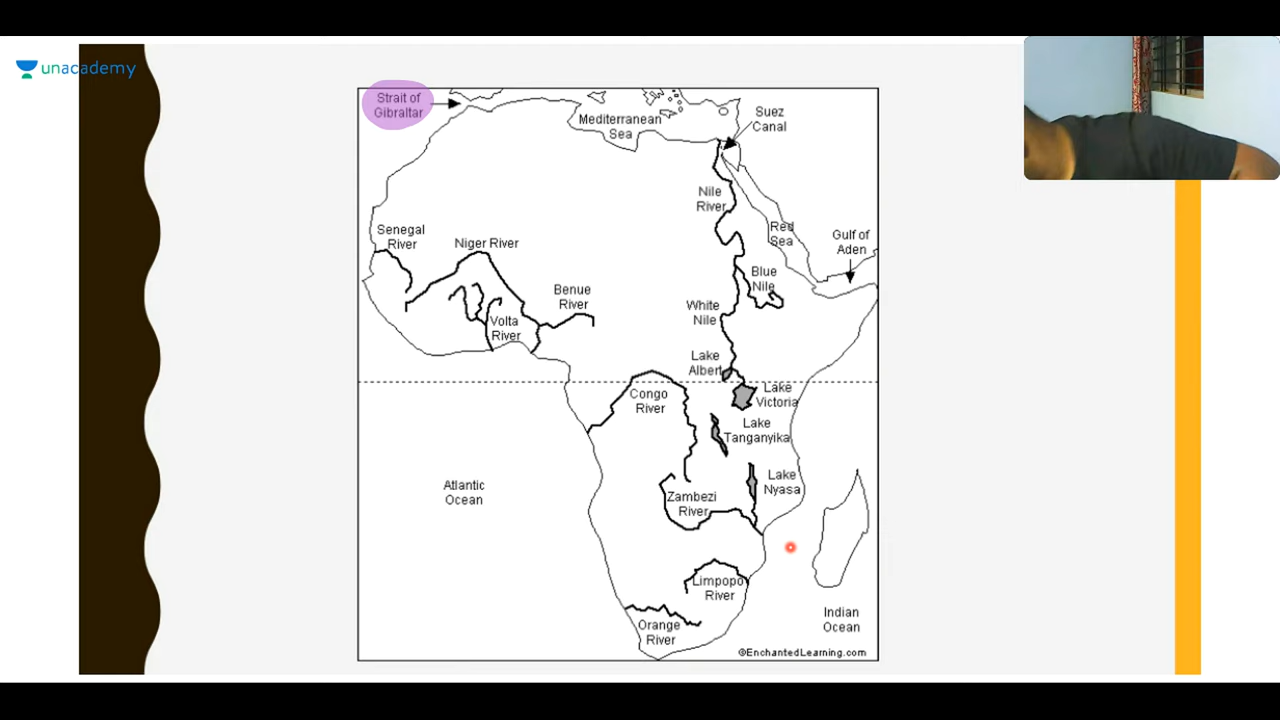 unacademy
Strait of
Gibraltar
Mediterranean
Sea
Suez
Canal
Nile
River
Red
Sea
Gulf of
Aden
Senegal
River
Niger River
Benue
River
Blue
Nile
White
Nile
Volta
River
Lake
Albert
Lake
Victoria
Congo
River
Lake
Tanganyika
Lake
Nyasa
Atlantic
Ocean
Zambezi
River
Limpopo
River
Indian
Ocean
Orange
River
©EnchantedLearning.com